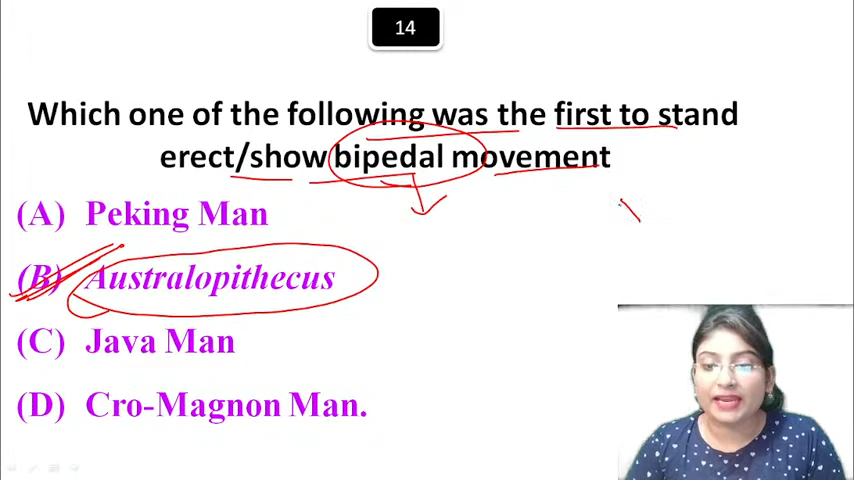 14
Which one of the following was the first to stand
erect/show bipedal movement
(A) Peking Man
(B) Australopithecus
(C) Java Man
(D) Cro-Magnon Man.